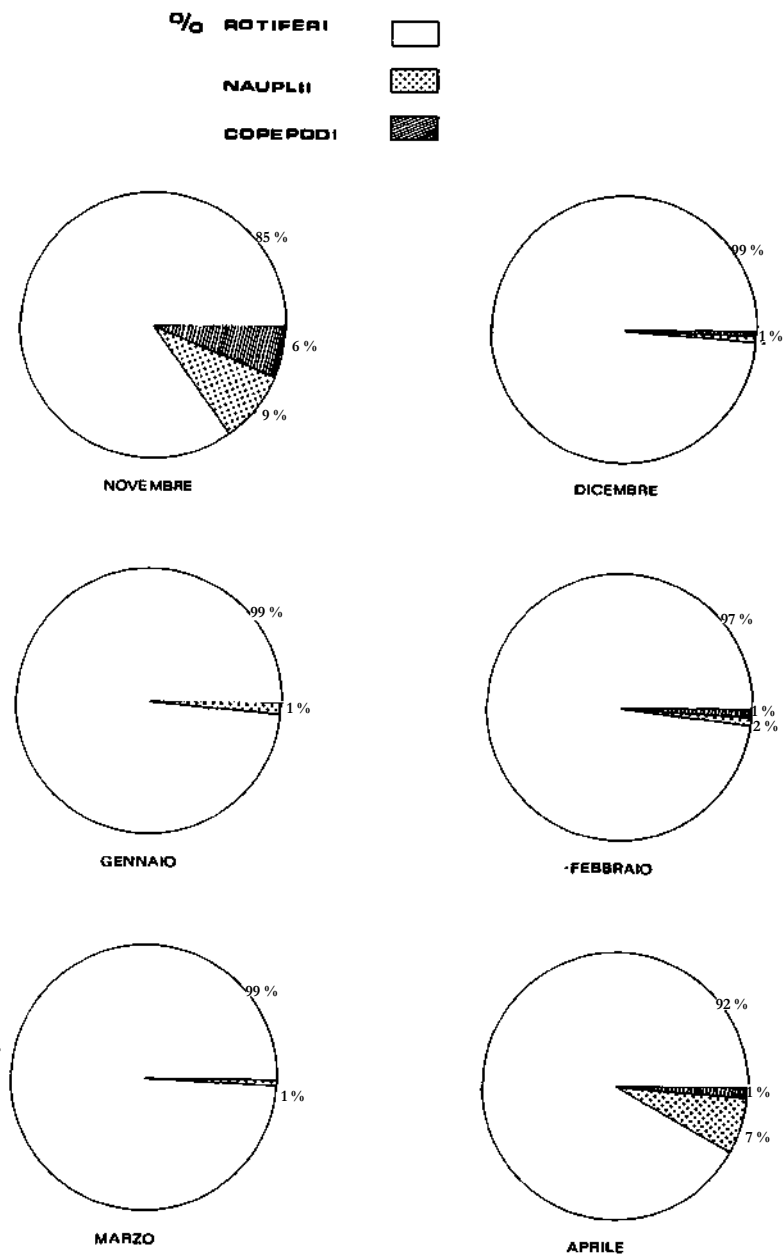 % ROTIFERI
NAUPLII
COPEPODI
85 %
6 %
9 %
NOVEMBRE
99 %
1 %
DICEMBRE
99 %
1 %
GENNAIO
97 %
1 %
2 %
FEBBRAIO
99 %
1 %
MARZO
92 %
1 %
7 %
APRILE